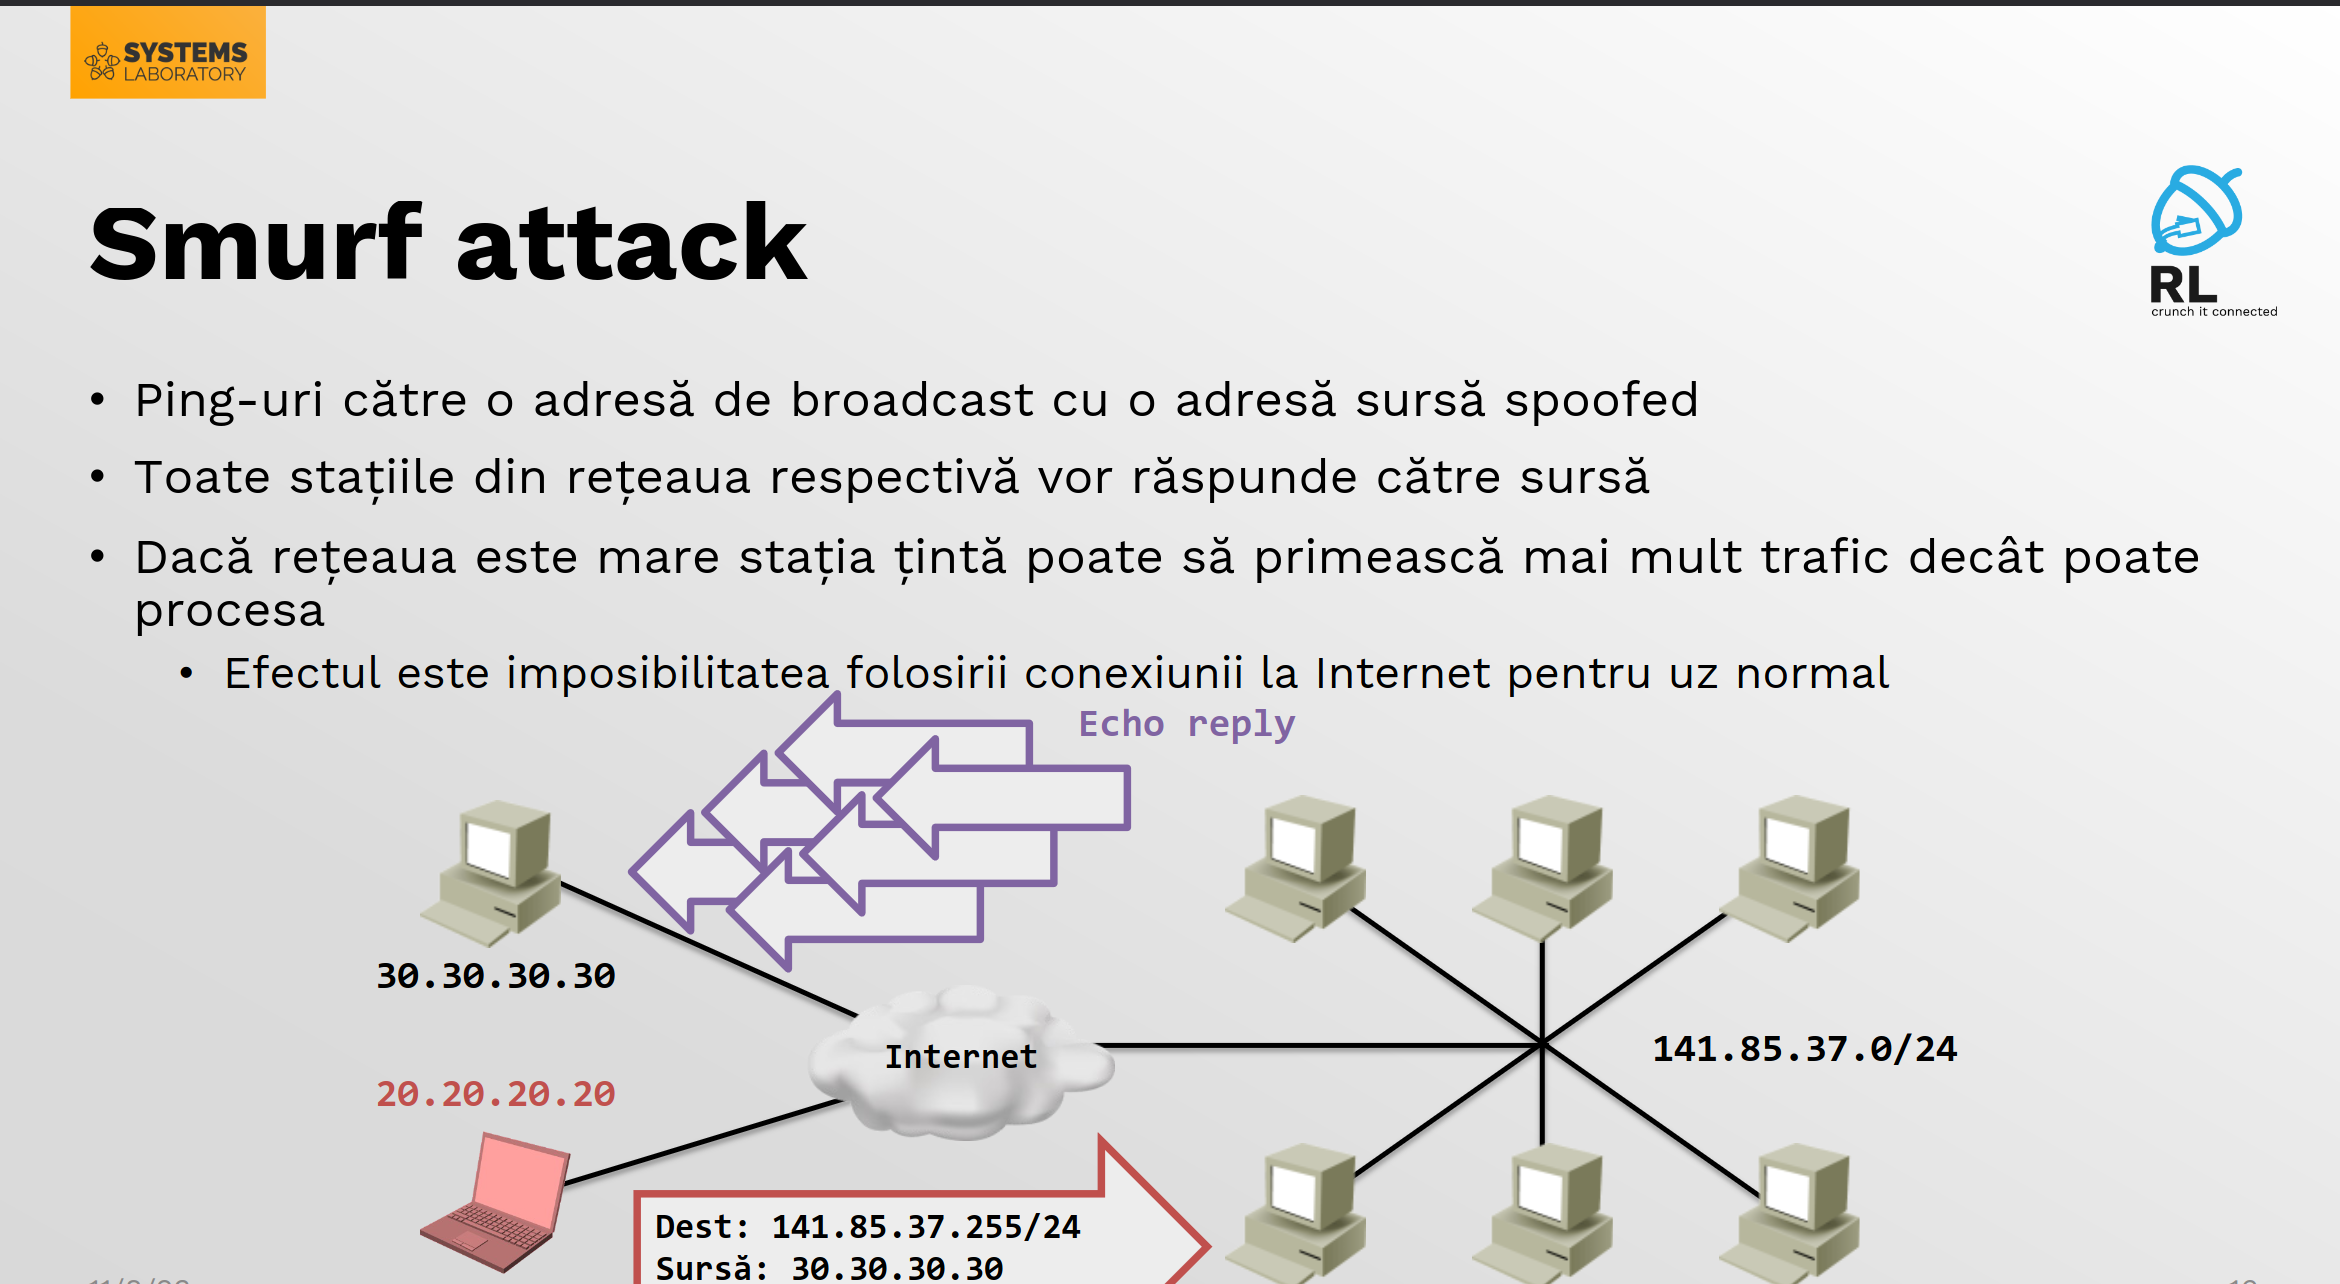 SYSTEMS
LABORATORY
Smurf attack
RL
crunch it connected
• Ping-uri către o adresă de broadcast cu o adresă sursă spoofed
• Toate stațiile din rețeaua respectivă vor răspunde către sursă
• Dacă rețeaua este mare stația țintă poate să primească mai mult trafic decât poate
procesa
• Efectul este imposibilitatea folosirii conexiunii la Internet pentru uz normal
Echo reply
30.30.30.30
Internet
141.85.37.0/24
20.20.20.20
Dest: 141.85.37.255/24
Sursă: 30.30.30.30